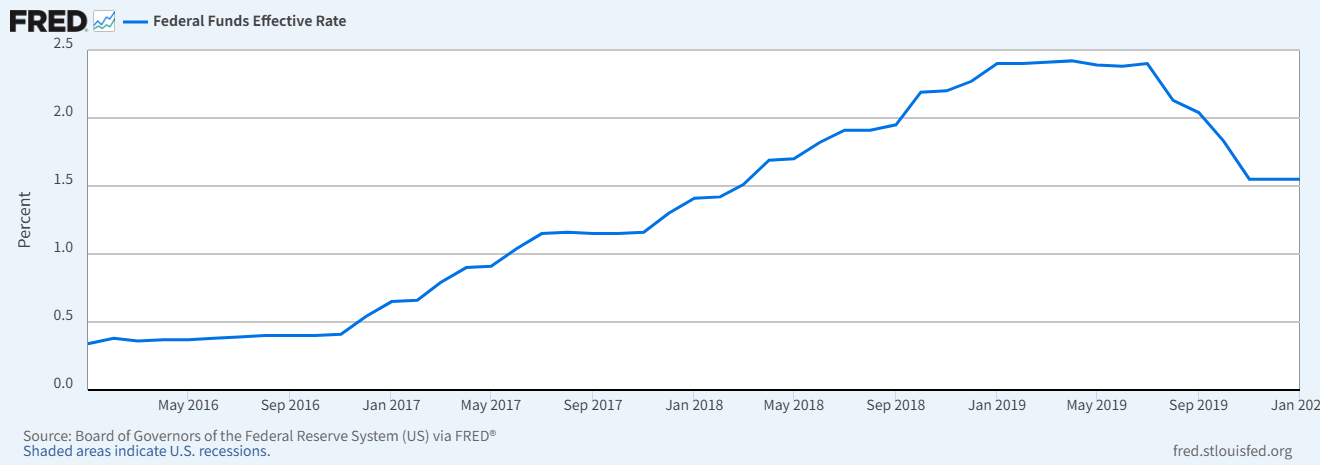 FRED Federal Funds Effective Rate
2.5
2.0
1.5
1.0
0.5
0.0
Percent
May 2016 Sep 2016 Jan 2017 May 2017 Sep 2017 Jan 2018 May 2018 Sep 2018 Jan 2019 May 2019 Sep 2019 Jan 202
Source: Board of Governors of the Federal Reserve System (US) via FRED®
Shaded areas indicate U.S. recessions.
fred.stlouisfed.org